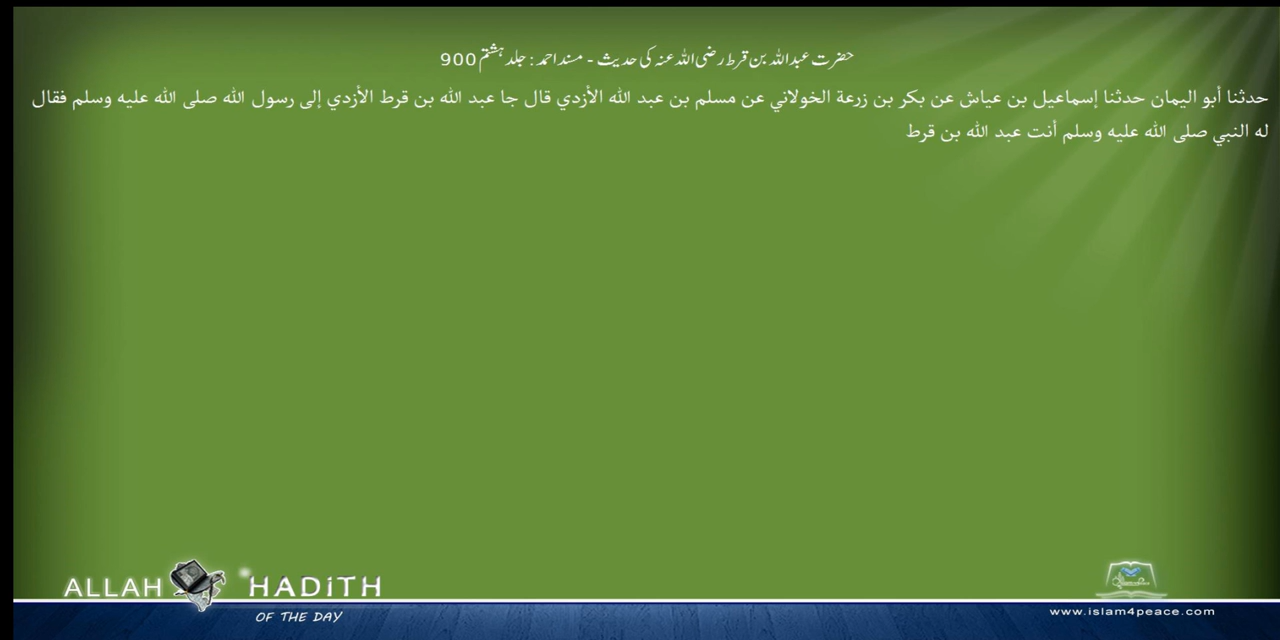 حضرت عبداللہ بن قرط رضی اللہ عنہ کی حدیث - مسند احمد : جلد ہشتم 900
حدثنا أبو اليمان حدثنا إسماعيل بن عياش عن بكر بن زرعة الخولاني عن مسلم بن عبد الله الأزدي قال جا عبد الله بن قرط الأزدي إلى رسول الله صلى الله عليه وسلم فقال
له النبي صلى الله عليه وسلم أنت عبد الله بن قرط
ALLAH HADITH
OF THE DAY
www.islam4peace.com